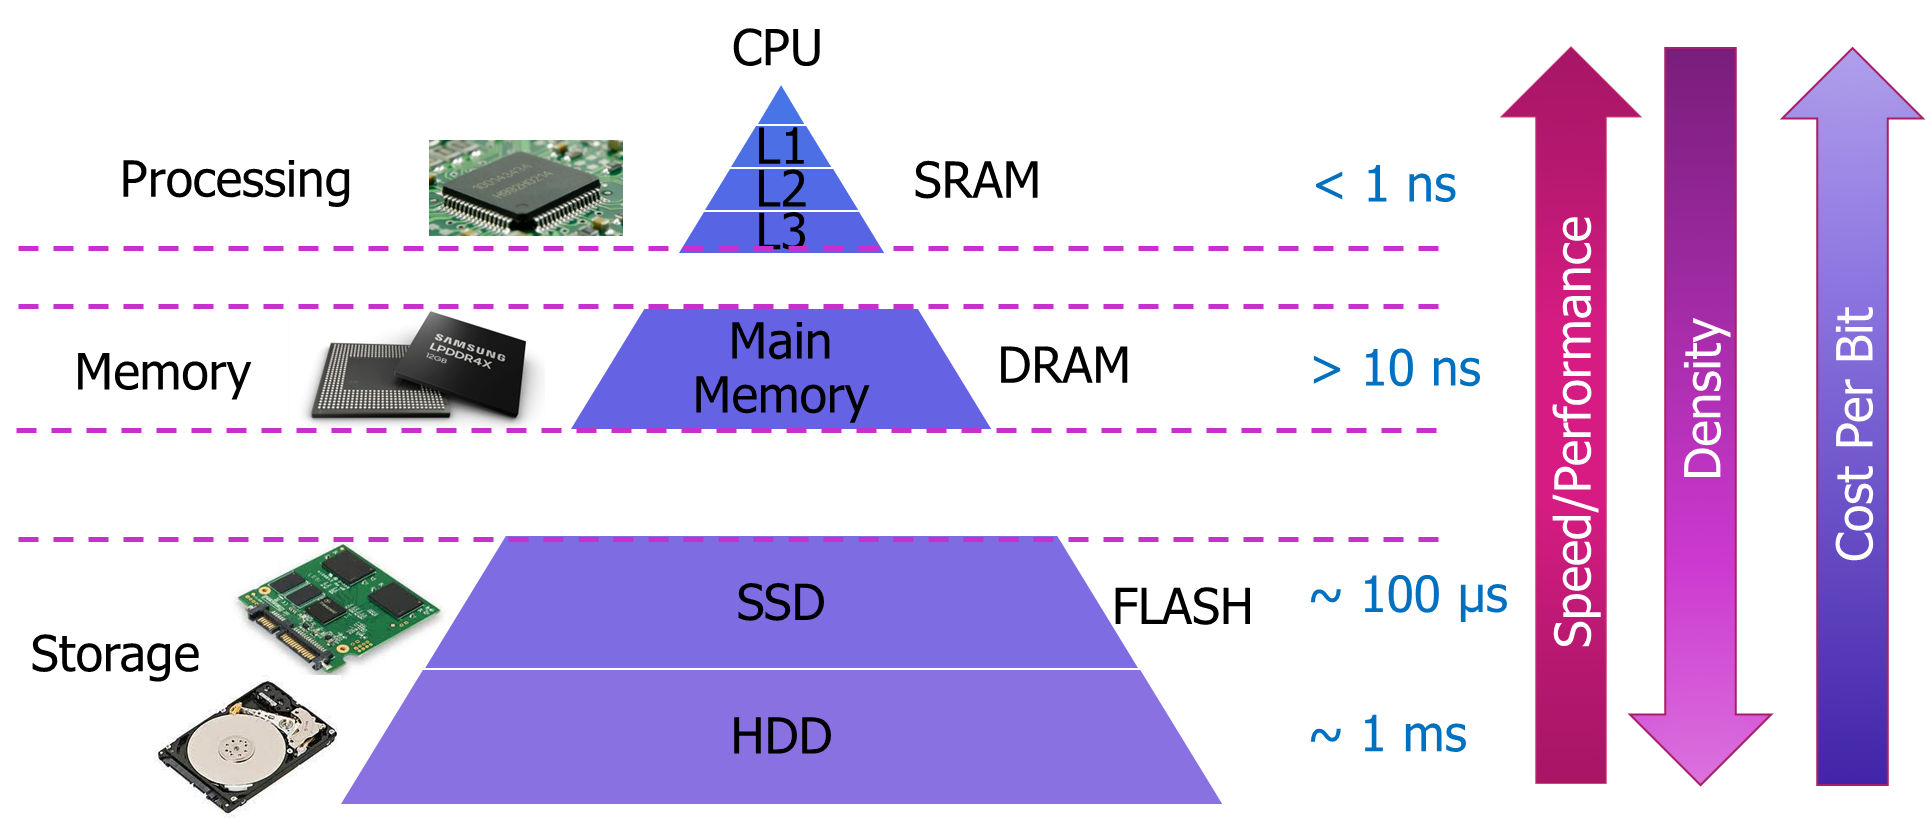 CPU
L1
L2
L3
Processing
SRAM
< 1 ns
Main
Memory
Memory
SAMSUNG
LPDDR4X
12GB
DRAM
> 10 ns
SSD
FLASH
~ 100 µs
Storage
HDD
~ 1 ms
Speed/Performance
Density
Cost Per Bit